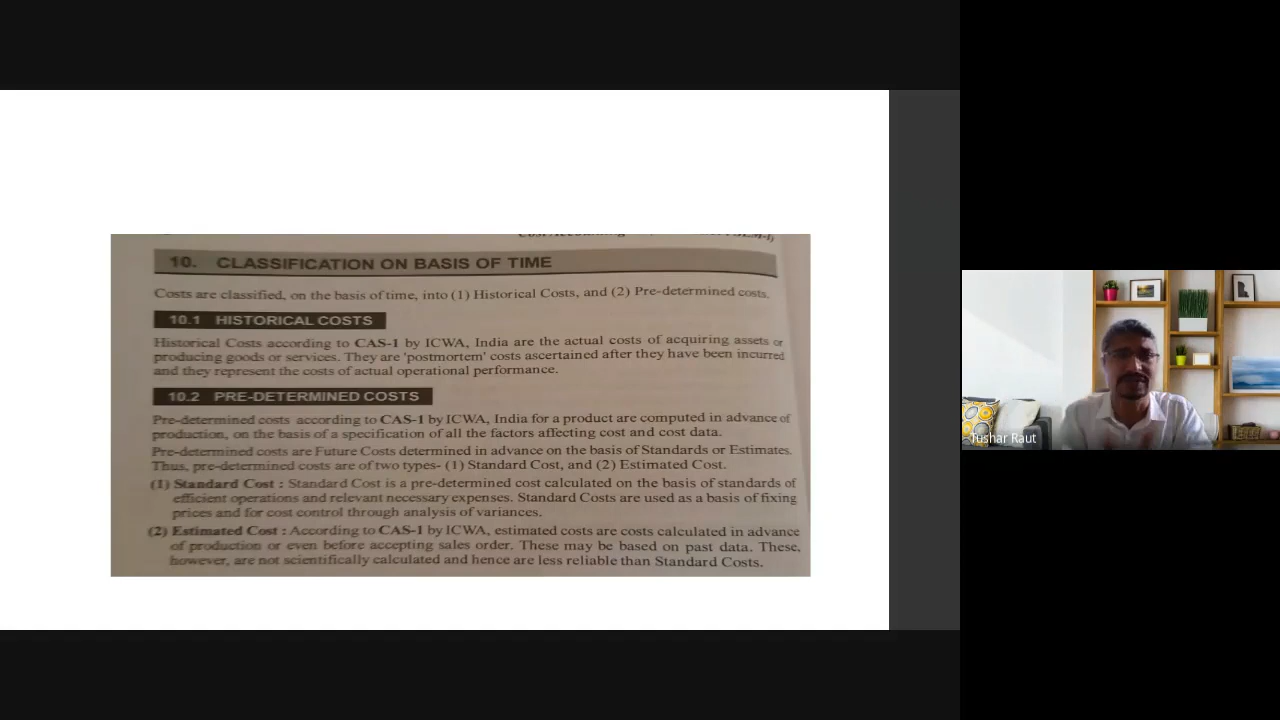 10. CLASSIFICATION ON BASIS OF TIME
Costs are classified, on the basis of time, into (1) Historical Costs, and (2) Pre-determined costs.
10.1 HISTORICAL COSTS
Historical Costs according to CAS-1 by ICWA, India are the actual costs of acquiring assets or
producing goods or services. They are 'postmortem' costs ascertained after they have been incurred
and they represent the costs of actual operational performance.
10.2 PRE-DETERMINED COSTS
Pre-determined costs according to CAS-1 by ICWA, India for a product are computed in advance of
production, on the basis of a specification of all the factors affecting cost and cost data.
Pre-determined costs are Future Costs determined in advance on the basis of Standards or Estimates.
Thus, pre-determined costs are of two types- (1) Standard Cost, and (2) Estimated Cost.
(1) Standard Cost : Standard Cost is a pre-determined cost calculated on the basis of standards of
efficient operations and relevant necessary expenses. Standard Costs are used as a basis of fixing
prices and for cost control through analysis of variances.
(2) Estimated Cost : According to CAS-1 by ICWA, estimated costs are costs calculated in advance
of production or even before accepting sales order. These may be based on past data. These,
however, are not scientifically calculated and hence are less reliable than Standard Costs.
Tushar Raut